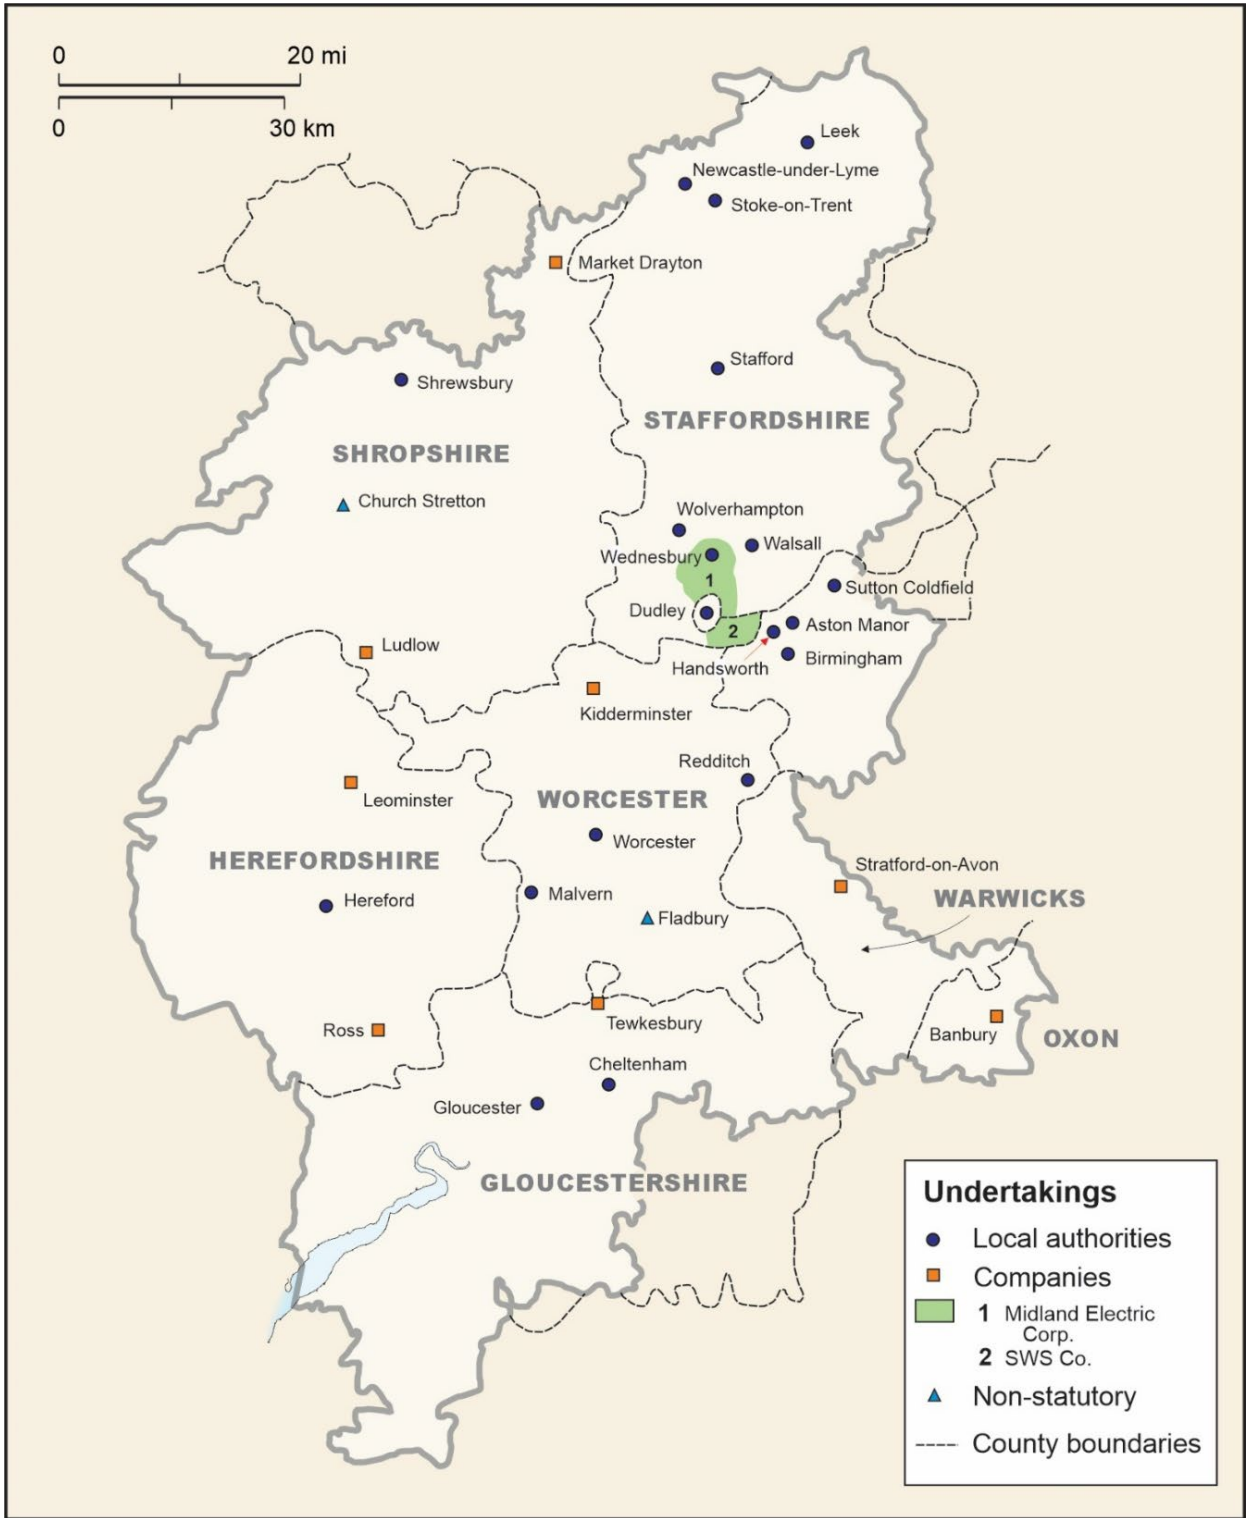 0 20 mi
0 30 km
Leek
Newcastle-under-Lyme
Stoke-on-Trent
Market Drayton
Stafford
Shrewsbury
STAFFORDSHIRE
SHROPSHIRE
Church Stretton
Wolverhampton
Walsall
Wednesbury
1
Sutton Coldfield
Dudley
2
Aston Manor
Handsworth
Birmingham
Ludlow
Kidderminster
Redditch
Leominster
WORCESTER
Worcester
HEREFORDSHIRE
Stratford-on-Avon
Hereford
Malvern
WARWICKS
Fladbury
Ross
Tewkesbury
Banbury
OXON
Cheltenham
Gloucester
GLOUCESTERSHIRE
Undertakings
Local authorities
Companies
1 Midland Electric
Corp.
2 SWS Co.
Non-statutory
County boundaries